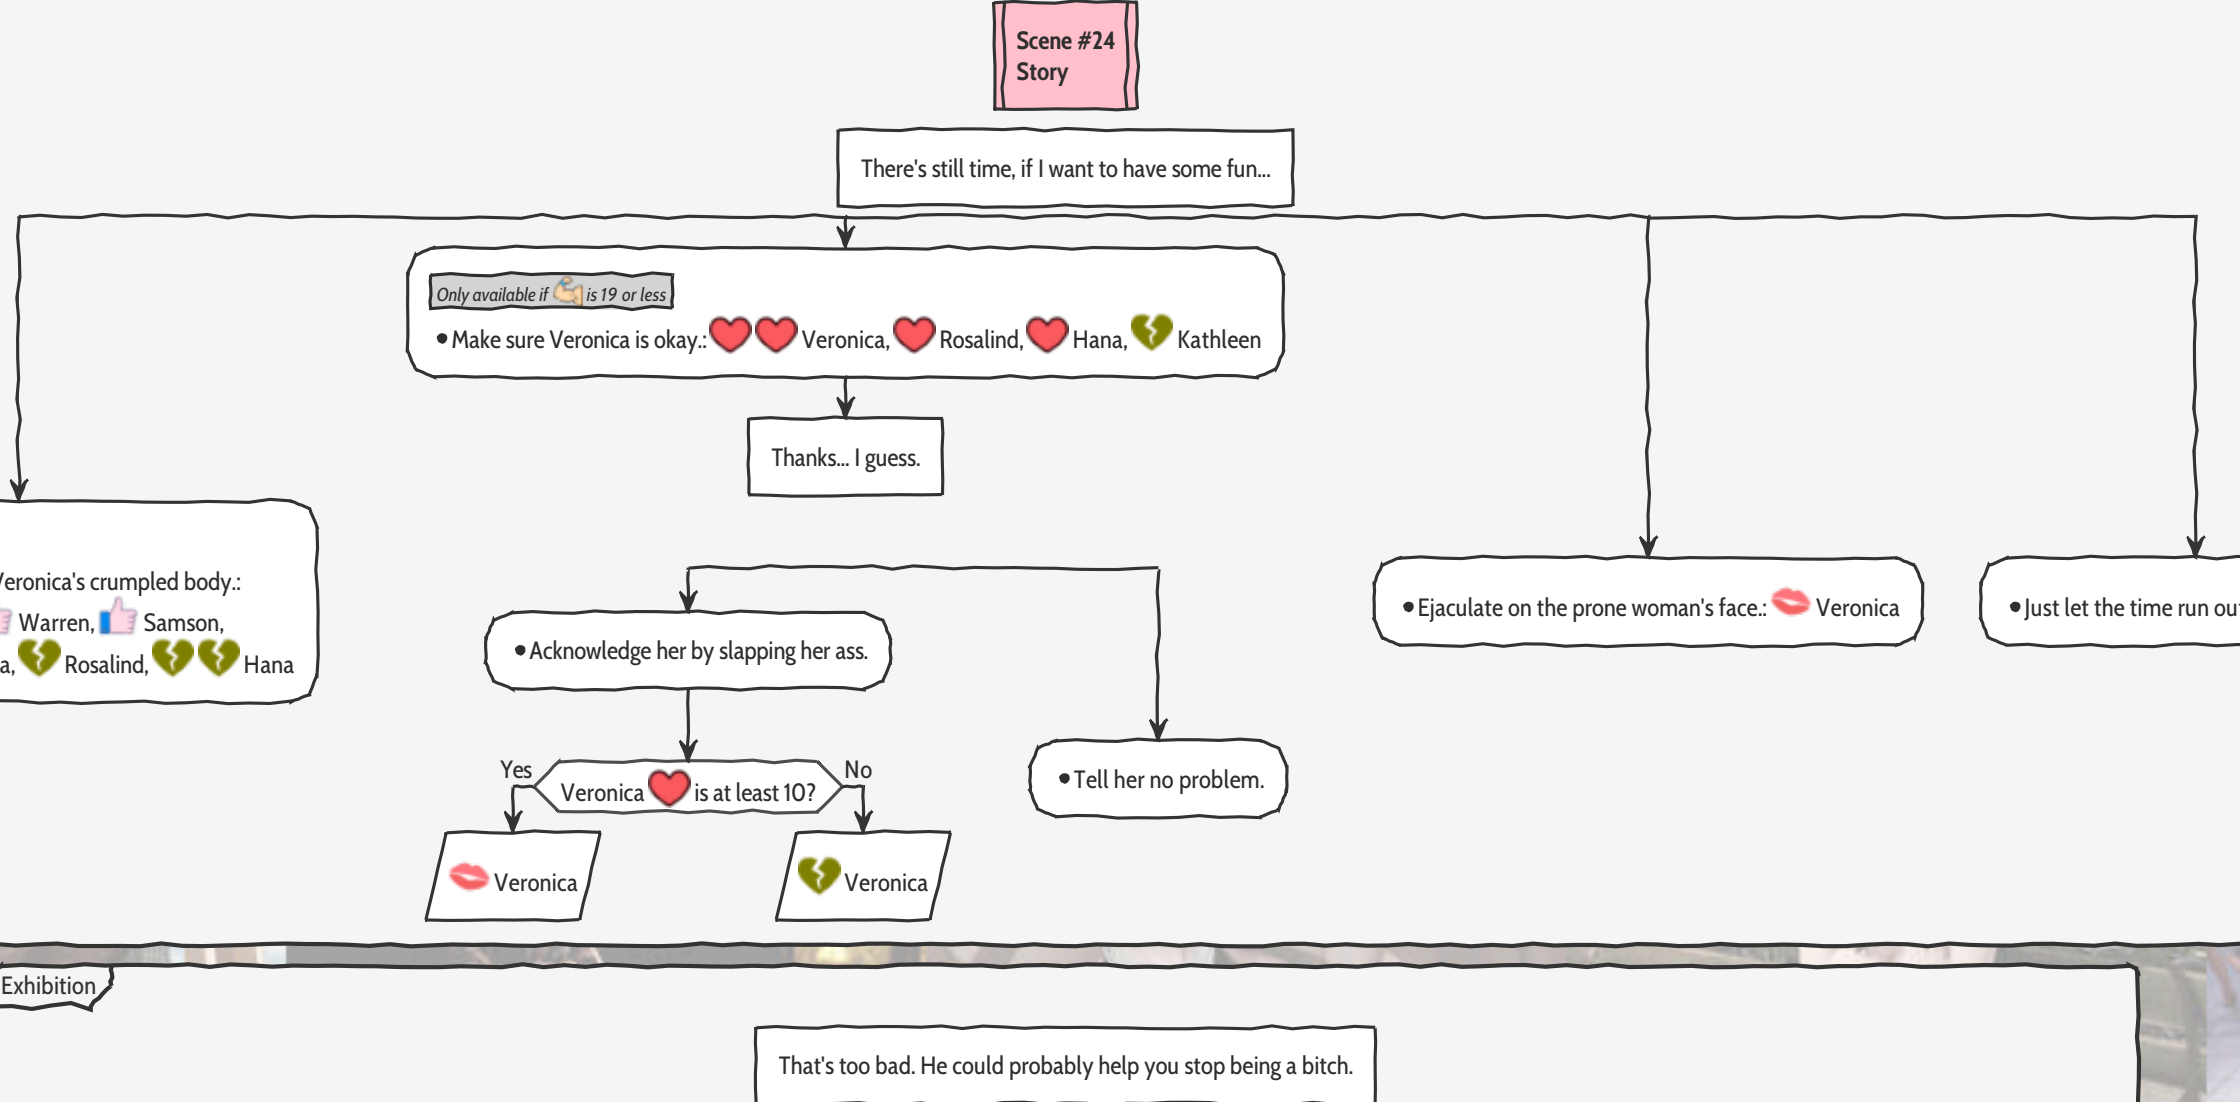 Scene #24
Story
There's still time, if I want to have some fun...
Only available if is 19 or less
Make sure Veronica is okay.: Veronica, Rosalind, Hana, Kathleen
Thanks... I guess.
Veronica's crumpled body.:
Warren, Samson,
a, Rosalind, Hana
Acknowledge her by slapping her ass.
Yes
Veronica is at least 10?
No
Veronica
Veronica
Tell her no problem.
Ejaculate on the prone woman's face.: Veronica
Just let the time run out
Exhibition
That's too bad. He could probably help you stop being a bitch.